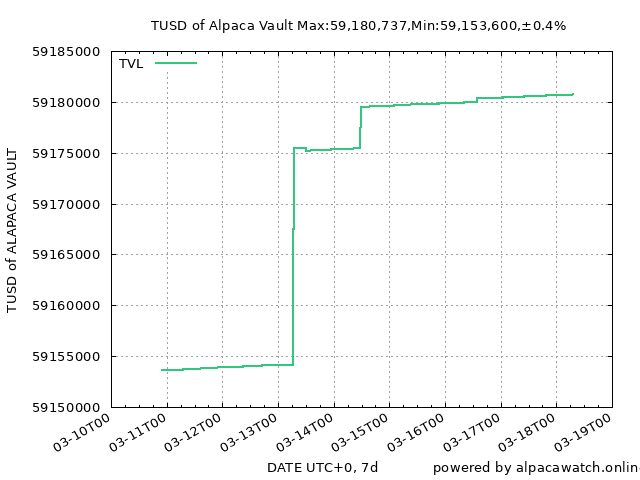 TUSD of Alpaca Vault Max:59,180,737,Min:59,153,600,±0.4%
TVL
59185000
59180000
59175000
59170000
59165000
59160000
59155000
59150000
TUSD of ALAPACA VAULT
03-10T00
03-11T00
03-12T00
03-13T00
03-14T00
03-15T00
03-16T00
03-17T00
03-18T00
03-19T00
DATE UTC+0, 7d
powered by alpacawatch.onlin